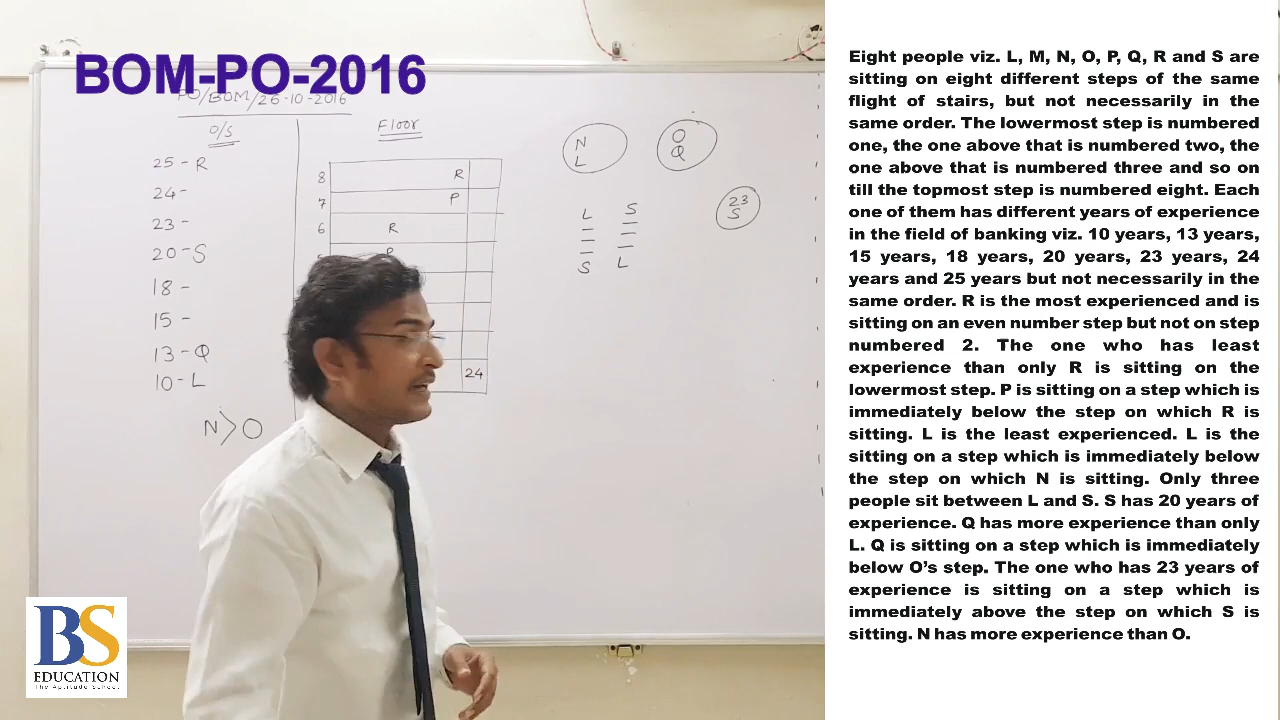 BOM-PO-2016
PO/BOM/26-10-2016
O/S
Floor
25 - R
24 -
23 -
20 - S
18 -
15 -
13 - Q
10 - L
N > O
8 R
7 P
6 R
P
24
N
L
O
Q
L S
S L
23
S
BS
EDUCATION
The Aptitude School
Eight people viz. L, M, N, O, P, Q, R and S are
sitting on eight different steps of the same
flight of stairs, but not necessarily in the
same order. The lowermost step is numbered
one, the one above that is numbered two, the
one above that is numbered three and so on
till the topmost step is numbered eight. Each
one of them has different years of experience
in the field of banking viz. 10 years, 13 years,
15 years, 18 years, 20 years, 23 years, 24
years and 25 years but not necessarily in the
same order. R is the most experienced and is
sitting on an even number step but not on step
numbered 2. The one who has least
experience than only R is sitting on the
lowermost step. P is sitting on a step which is
immediately below the step on which R is
sitting. L is the least experienced. L is the
sitting on a step which is immediately below
the step on which N is sitting. Only three
people sit between L and S. S has 20 years of
experience. Q has more experience than only
L. Q is sitting on a step which is immediately
below O's step. The one who has 23 years of
experience is sitting on a step which is
immediately above the step on which S is
sitting. N has more experience than O.